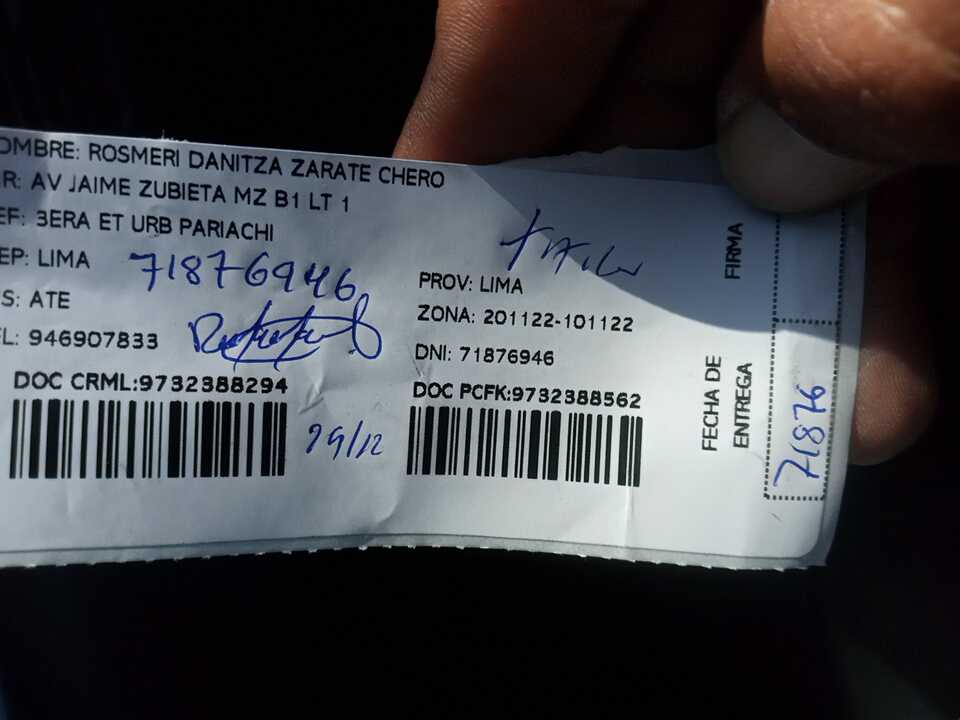 OMBRE: ROSMERI DANITZA ZARATE CHERO
R: AV JAIME ZUBIETA MZ B1 LT 1
EF: 3ERA ET URB PARIACHI
EP: LIMA
71876946
PROV: LIMA
S: ATE
ZONA: 201122-101122
L: 946907833
DNI: 71876946
DOC CRML:9732388294
DOC PCFK:9732388562
29/12
FIRMA
FECHA DE
ENTREGA
71876